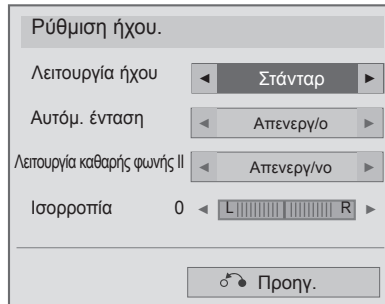 Ρύθμιση ήχου.
Λειτουργία ήχου ◄ Στάνταρ ►
Αυτόμ. ένταση ◄ Απενεργ/ο ►
Λειτουργία καθαρής φωνής II ◄ Απενεργ/νο ►
Ισορροπία 0 ◄ L R ►
Προηγ.